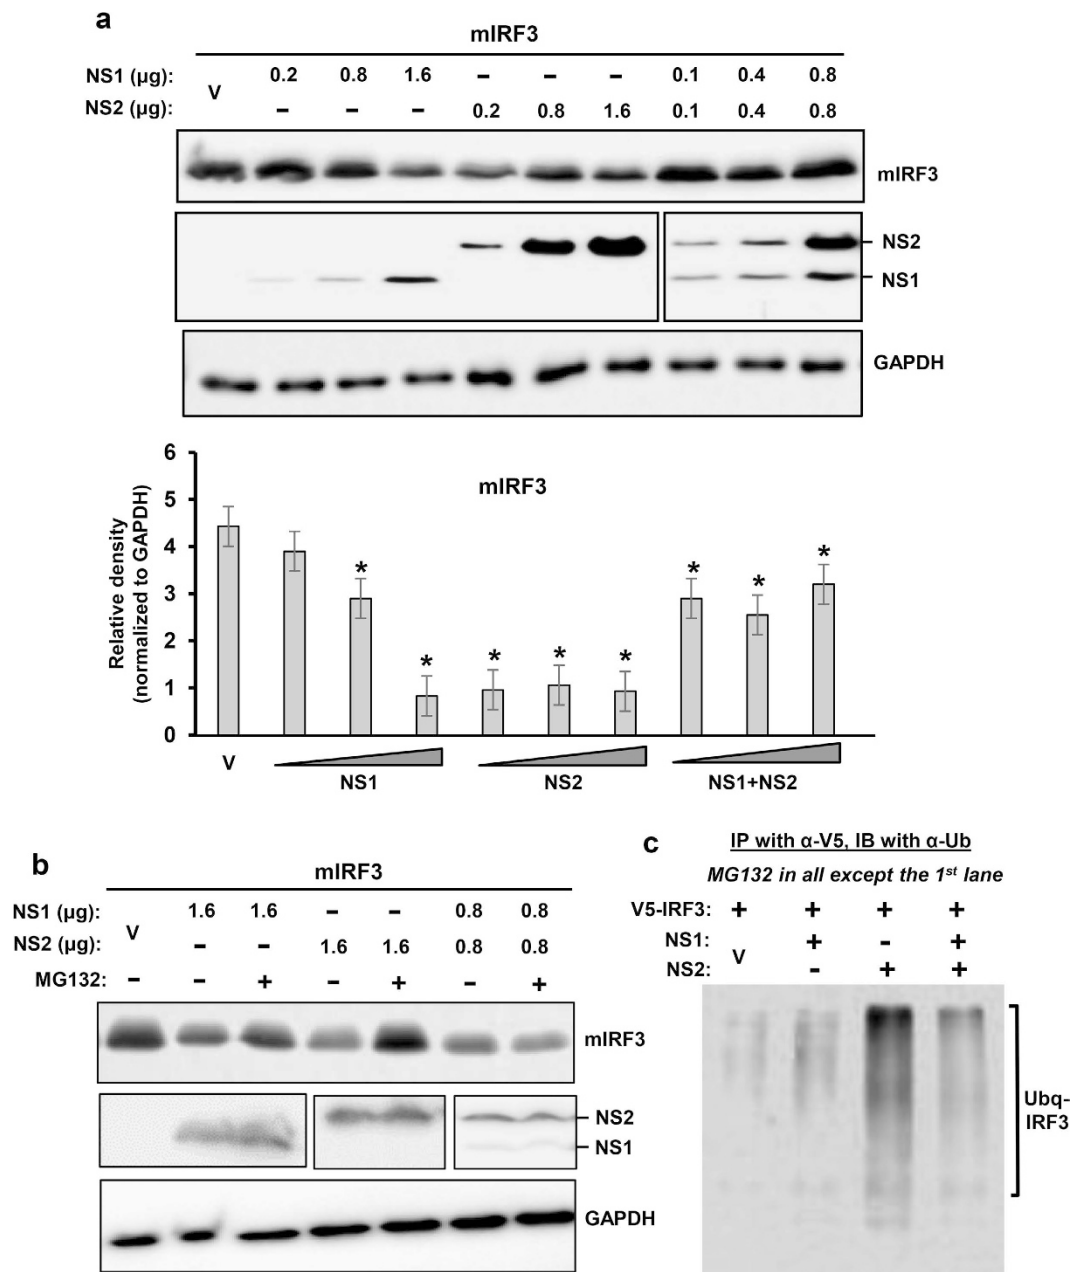 a
mIRF3
NS1 (µg): V 0.2 0.8 1.6 – – – 0.1 0.4 0.8
NS2 (µg): – – – 0.2 0.8 1.6 0.1 0.4 0.8
mIRF3
NS2
NS1
GAPDH
mIRF3
Relative density
(normalized to GAPDH)
6
5
4
3
2
1
0
* * * * * * * *
V NS1 NS2 NS1+NS2
b
mIRF3
NS1 (µg): V 1.6 1.6 – – 0.8 0.8
NS2 (µg): – – 1.6 1.6 0.8 0.8
MG132: – – + – + – +
mIRF3
NS2
NS1
GAPDH
c
IP with α-V5, IB with α-Ub
MG132 in all except the 1st lane
V5-IRF3: + + + +
NS1: V + - +
NS2: - + +
Ubq-
IRF3